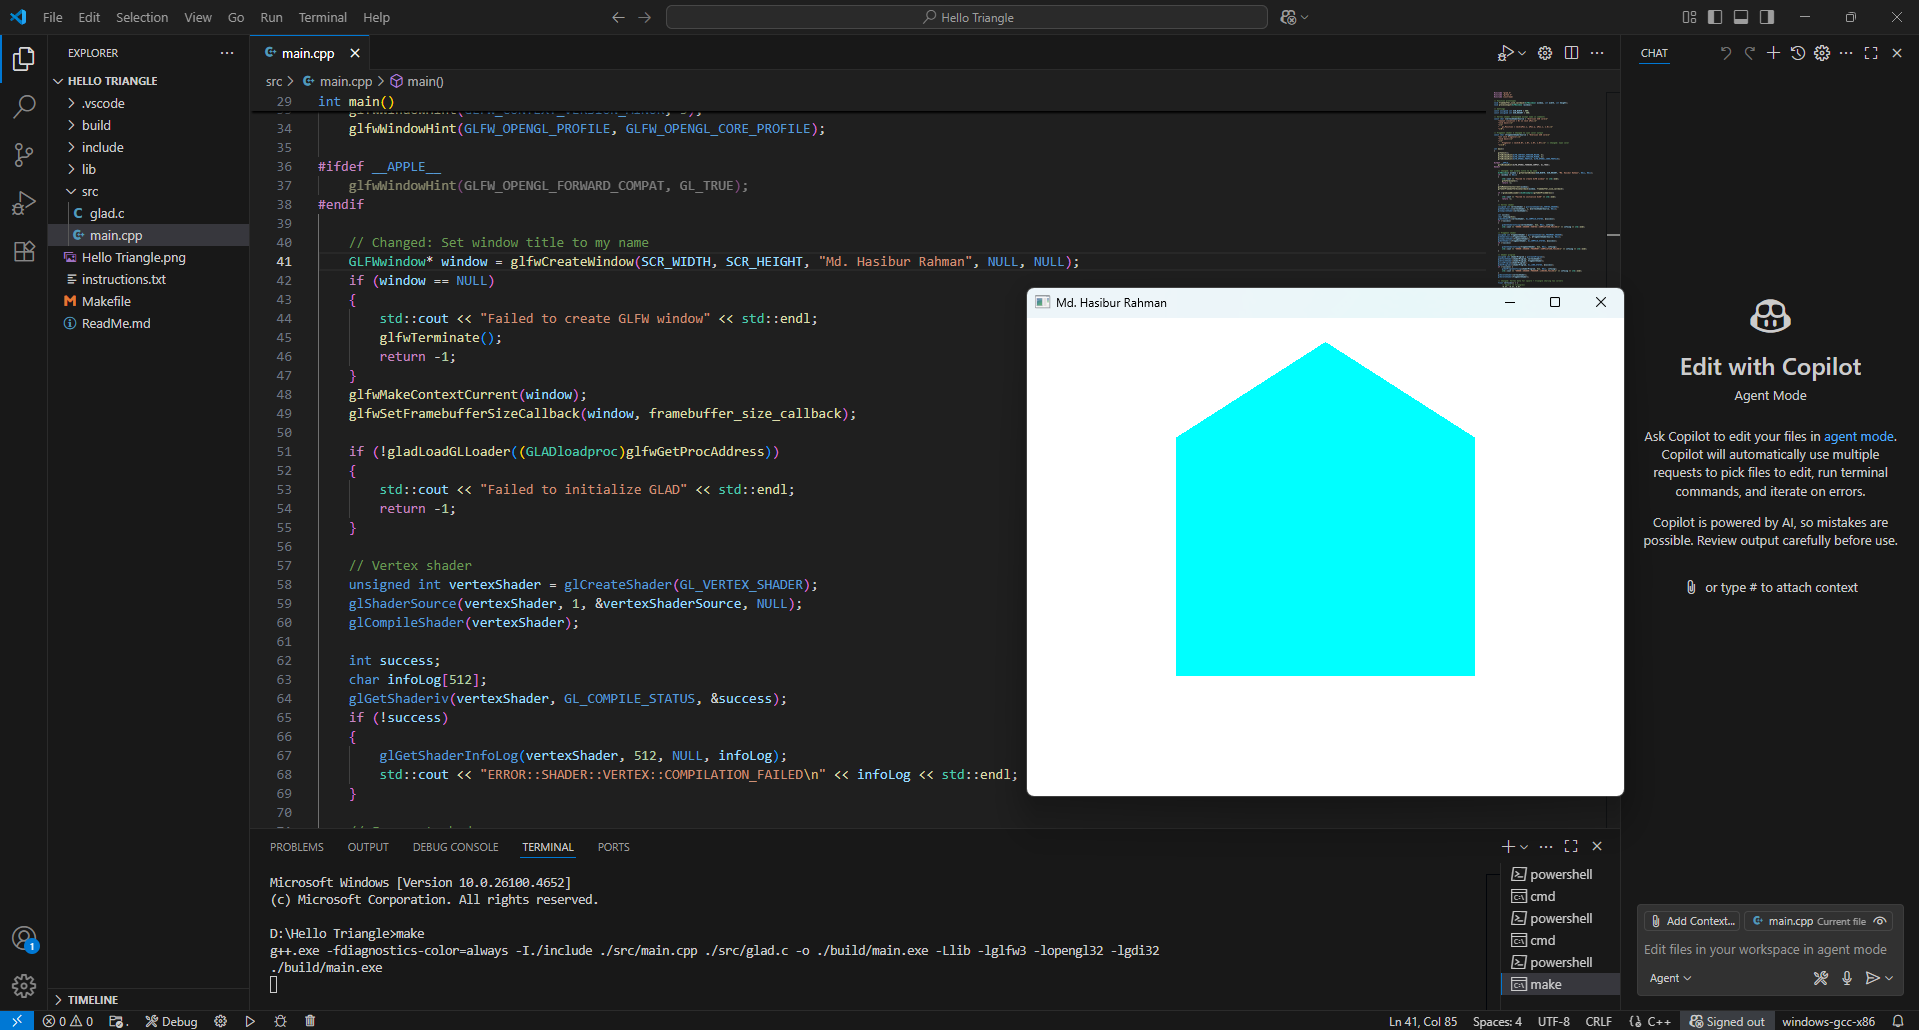 File Edit Selection View Go Run Terminal Help
Hello Triangle
EXPLORER
HELLO TRIANGLE
.vscode
build
include
lib
src
glad.c
main.cpp
Hello Triangle.png
instructions.txt
Makefile
ReadMe.md
TIMELINE
main.cpp
src > main.cpp > main()
29 int main()
34 glfwWindowHint(GLFW_OPENGL_PROFILE, GLFW_OPENGL_CORE_PROFILE);
35
36 #ifdef __APPLE__
37 glfwWindowHint(GLFW_OPENGL_FORWARD_COMPAT, GL_TRUE);
38 #endif
39
40 // Changed: Set window title to my name
41 GLFWwindow* window = glfwCreateWindow(SCR_WIDTH, SCR_HEIGHT, "Md. Hasibur Rahman", NULL, NULL);
42 if (window == NULL)
43 {
44 std::cout << "Failed to create GLFW window" << std::endl;
45 glfwTerminate();
46 return -1;
47 }
48 glfwMakeContextCurrent(window);
49 glfwSetFramebufferSizeCallback(window, framebuffer_size_callback);
50
51 if (!gladLoadGLLoader((GLADloadproc)glfwGetProcAddress))
52 {
53 std::cout << "Failed to initialize GLAD" << std::endl;
54 return -1;
55 }
56
57 // Vertex shader
58 unsigned int vertexShader = glCreateShader(GL_VERTEX_SHADER);
59 glShaderSource(vertexShader, 1, &vertexShaderSource, NULL);
60 glCompileShader(vertexShader);
61
62 int success;
63 char infoLog[512];
64 glGetShaderiv(vertexShader, GL_COMPILE_STATUS, &success);
65 if (!success)
66 {
67 glGetShaderInfoLog(vertexShader, 512, NULL, infoLog);
68 std::cout << "ERROR::SHADER::VERTEX::COMPILATION_FAILED\n" << infoLog << std::endl;
69 }
70
Md. Hasibur Rahman
PROBLEMS OUTPUT DEBUG CONSOLE TERMINAL PORTS
Microsoft Windows [Version 10.0.26100.4652]
(c) Microsoft Corporation. All rights reserved.
D:\Hello Triangle>make
g++.exe -fdiagnostics-color=always -I./include ./src/main.cpp ./src/glad.c -o ./build/main.exe -Llib -lglfw3 -lopengl32 -lgdi32
./build/main.exe
powershell
cmd
powershell
cmd
powershell
make
CHAT
Edit with Copilot
Agent Mode
Ask Copilot to edit your files in agent mode.
Copilot will automatically use multiple
requests to pick files to edit, run terminal
commands, and iterate on errors.
Copilot is powered by AI, so mistakes are
possible. Review output carefully before use.
or type # to attach context
Add Context... main.cpp Current file
Edit files in your workspace in agent mode
Agent
1
0 0 Debug
Ln 41, Col 85 Spaces: 4 UTF-8 CRLF {} C++ Signed out windows-gcc-x86